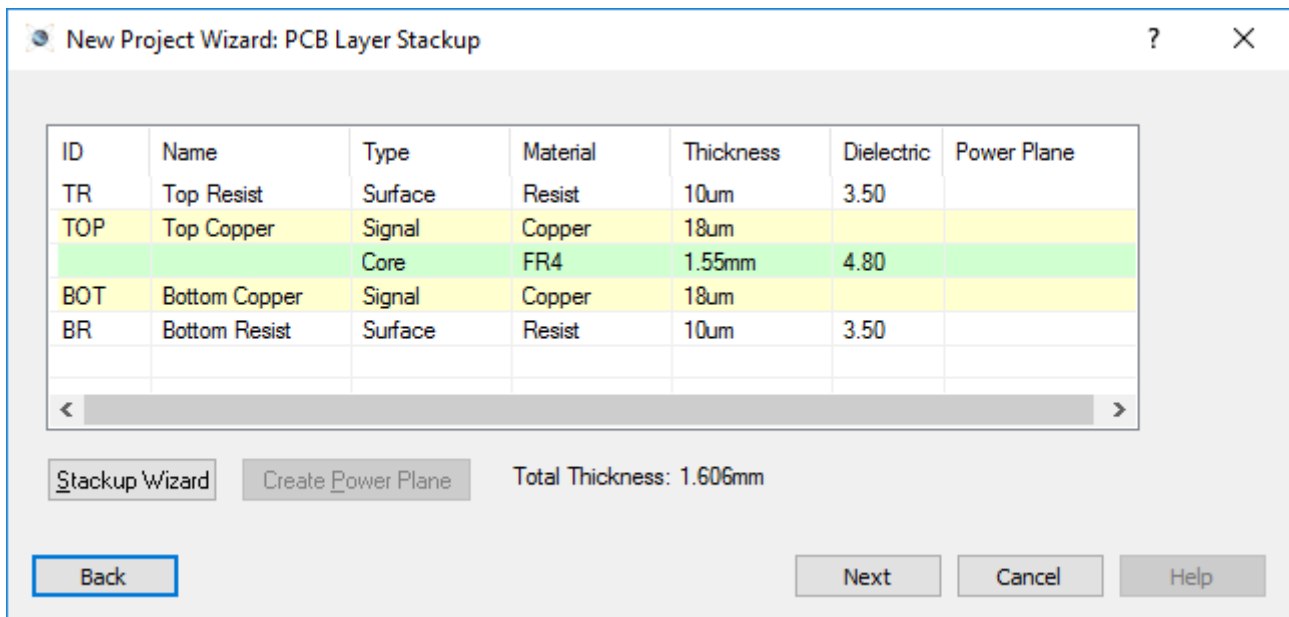 New Project Wizard: PCB Layer Stackup ?
ID Name Type Material Thickness Dielectric Power Plane
TR Top Resist Surface Resist 10um 3.50
TOP Top Copper Signal Copper 18um
Core FR4 1.55mm 4.80
BOT Bottom Copper Signal Copper 18um
BR Bottom Resist Surface Resist 10um 3.50
Stackup Wizard Create Power Plane Total Thickness: 1.606mm
Back Next Cancel Help